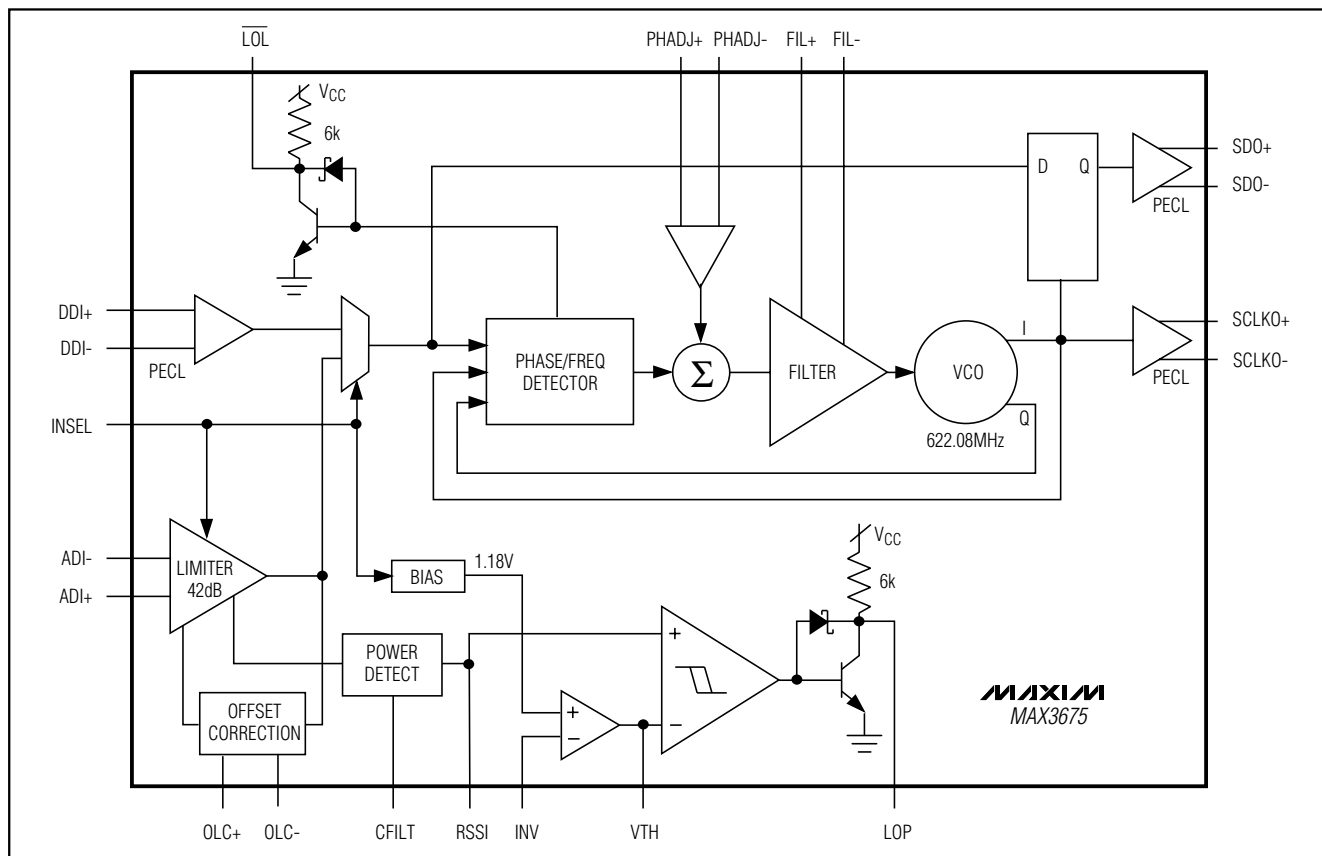 LOL
PHADJ+ PHADJ- FIL+ FIL-
VCC
6k
D Q
SDO+
SDO-
PECL
DDI+
DDI-
PECL
PHASE/FREQ
DETECTOR
Σ
FILTER
VCO
I
Q
622.08MHz
SCLKO+
SCLKO-
PECL
INSEL
ADI-
ADI+
LIMITER
42dB
BIAS
1.18V
VCC
6k
POWER
DETECT
+
−
OFFSET
CORRECTION
+
−
MAXIM
MAX3675
OLC+ OLC- CFILT RSSI INV VTH LOP